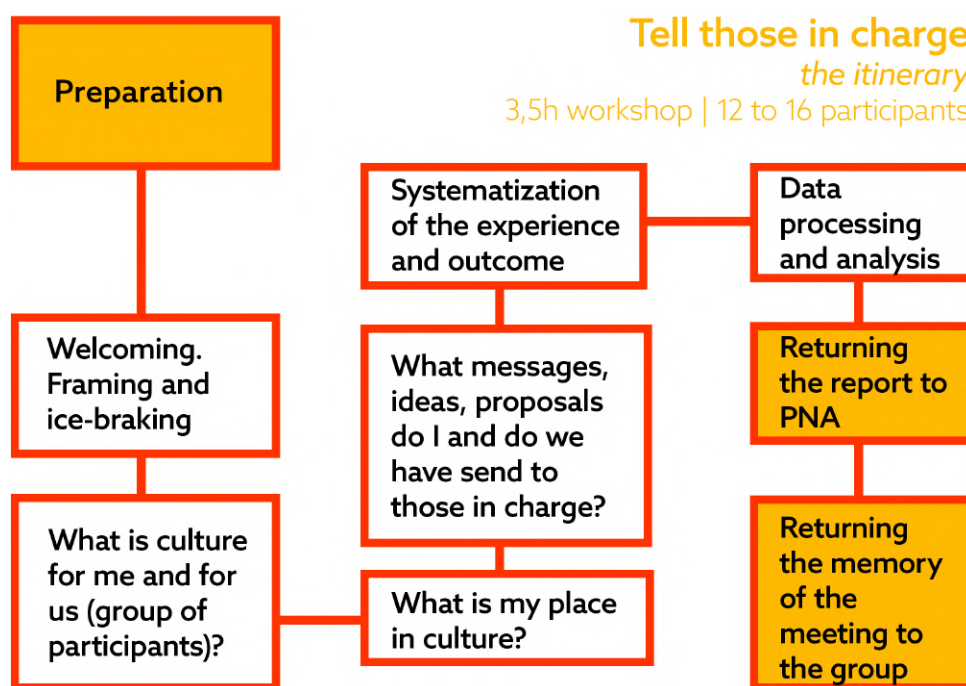 Tell those in charge
the itinerary
3,5h workshop | 12 to 16 participants
Preparation
Welcoming.
Framing and
ice-braking
What is culture
for me and for
us (group of
participants)?
What is my place
in culture?
What messages,
ideas, proposals
do I and do we
have send to
those in charge?
Systematization
of the experience
and outcome
Data
processing
and analysis
Returning
the report to
PNA
Returning
the memory
of the
meeting to
the group